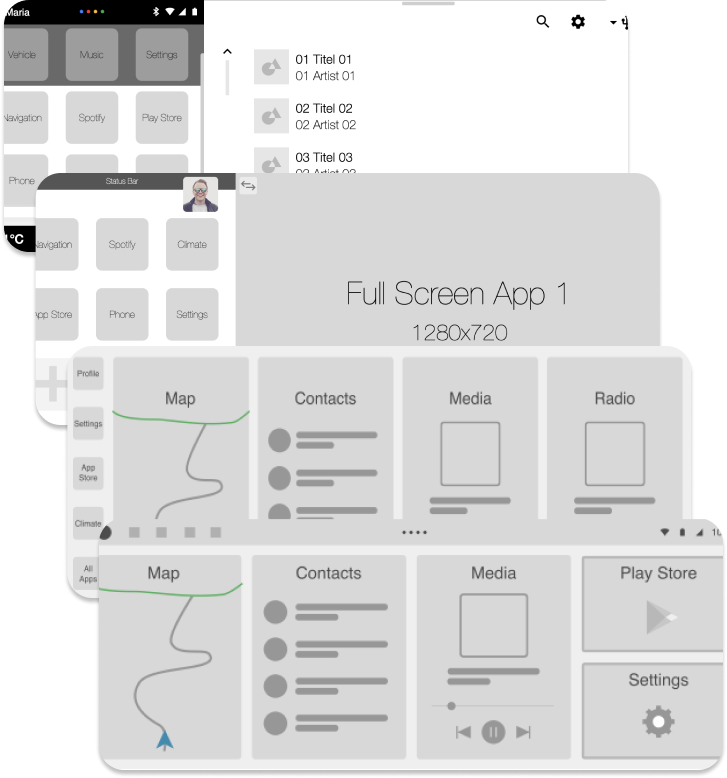 Maria
Vehicle
Music
Settings
Navigation
Spotify
Play Store
Phone
°C
01 Titel 01
01 Artist 01
02 Titel 02
02 Artist 02
03 Titel 03
Status Bar
Navigation
Spotify
Climate
App Store
Phone
Settings
Full Screen App 1
1280x720
Profile
Settings
App
Store
Climate
All
Apps
Map
Contacts
Media
Radio
Map
Contacts
Media
Play Store
Settings